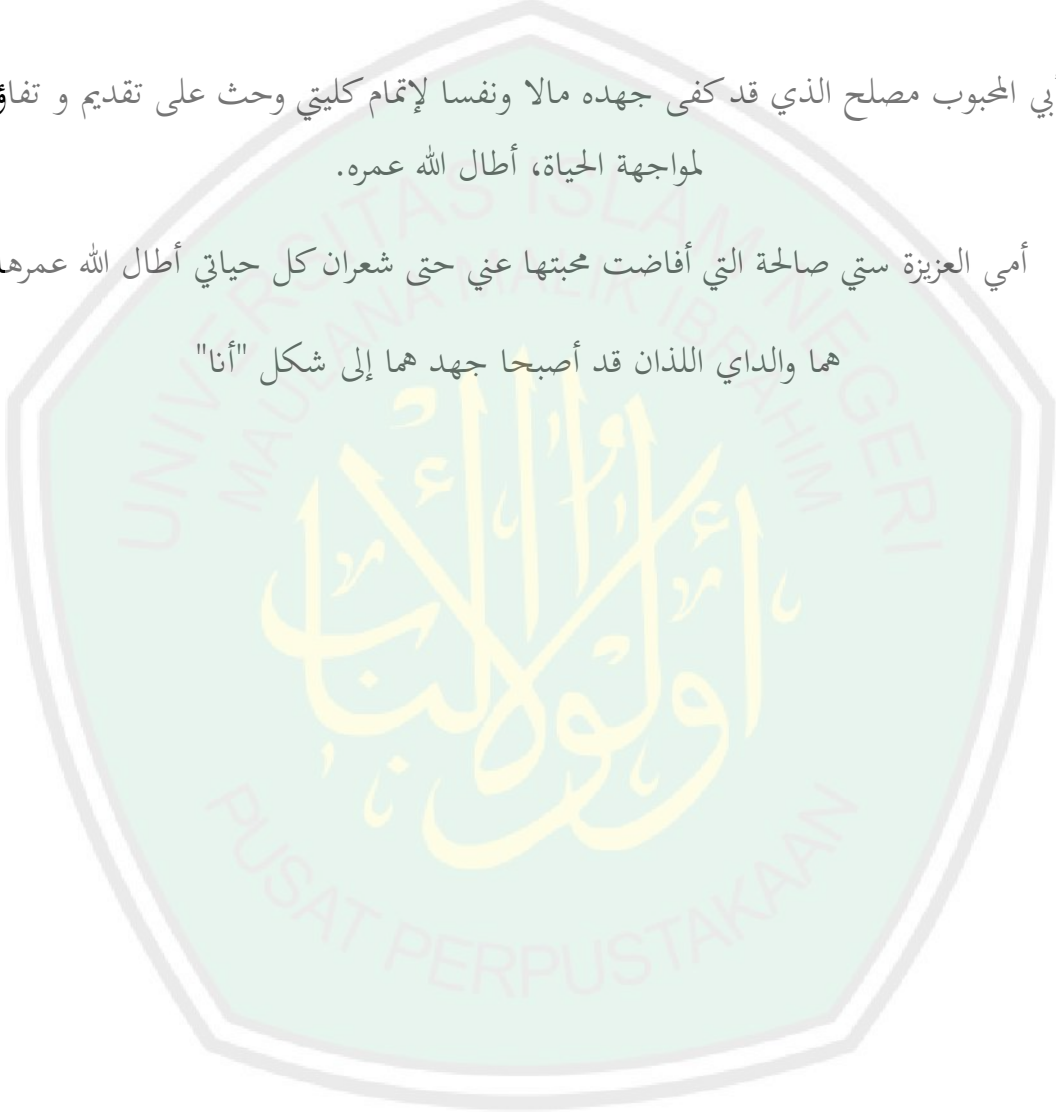 بي المحبوب مصلح الذي قد كفى جهده مالا ونفسا لإتمام كليتي وحث على تقديم و تفاؤ
لمواجهة الحياة، أطال الله عمره.
أمي العزيزة ستي صالحة التي أفاضت محبتها عني حتى شعران كل حياتي أطال الله عمرها
هما والداي اللذان قد أصبحا جهد هما إلى شكل "أنا"
UNIVERSITAS ISLAM NEGERI
MAULANA MALIK IBRAHIM
أولوا الألباب
PUSAT PERPUSTAKAAN